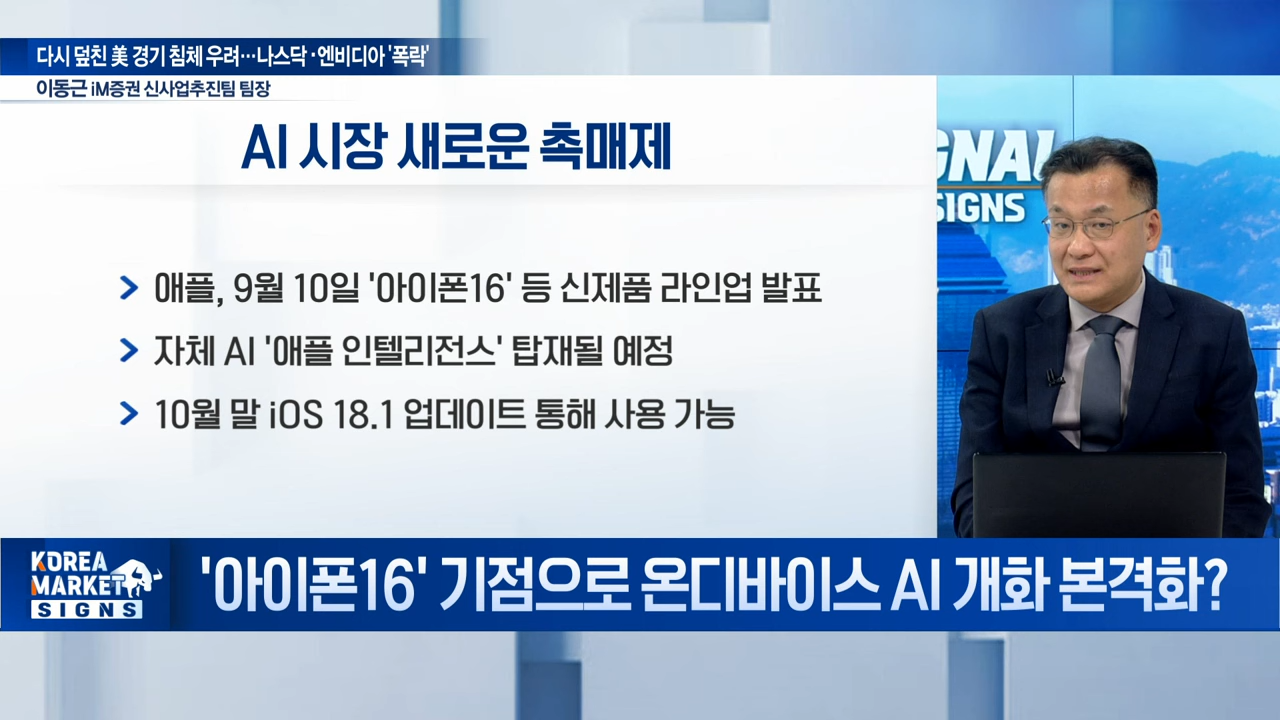 다시 덮친 美 경기 침체 우려…나스닥·엔비디아 '폭락'
이동근 iM증권 신사업추진팀 팀장
AI 시장 새로운 촉매제
GNAL
SIGNS
애플, 9월 10일 '아이폰16' 등 신제품 라인업 발표
자체 AI '애플 인텔리전스' 탑재될 예정
10월 말 iOS 18.1 업데이트 통해 사용 가능
KOREA
MARKET
SIGNS
'아이폰16' 기점으로 온디바이스 AI 개화 본격화?